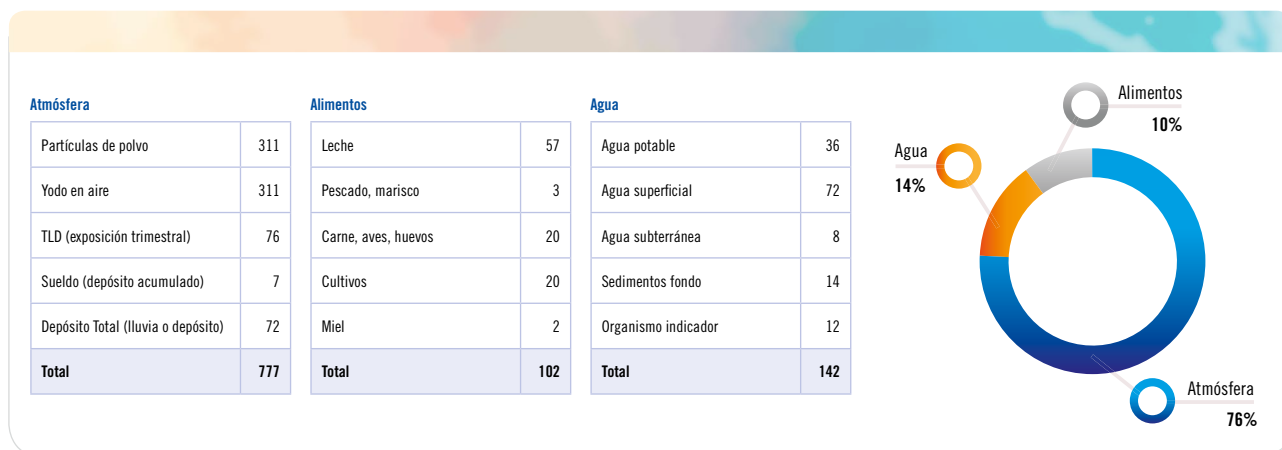 Atmósfera
Partículas de polvo 311
Yodo en aire 311
TLD (exposición trimestral) 76
Sueldo (depósito acumulado) 7
Depósito Total (lluvia o depósito) 72
Total 777
Alimentos
Leche 57
Pescado, marisco 3
Carne, aves, huevos 20
Cultivos 20
Miel 2
Total 102
Agua
Agua potable 36
Agua superficial 72
Agua subterránea 8
Sedimentos fondo 14
Organismo indicador 12
Total 142
Alimentos
10%
Agua
14%
Atmósfera
76%